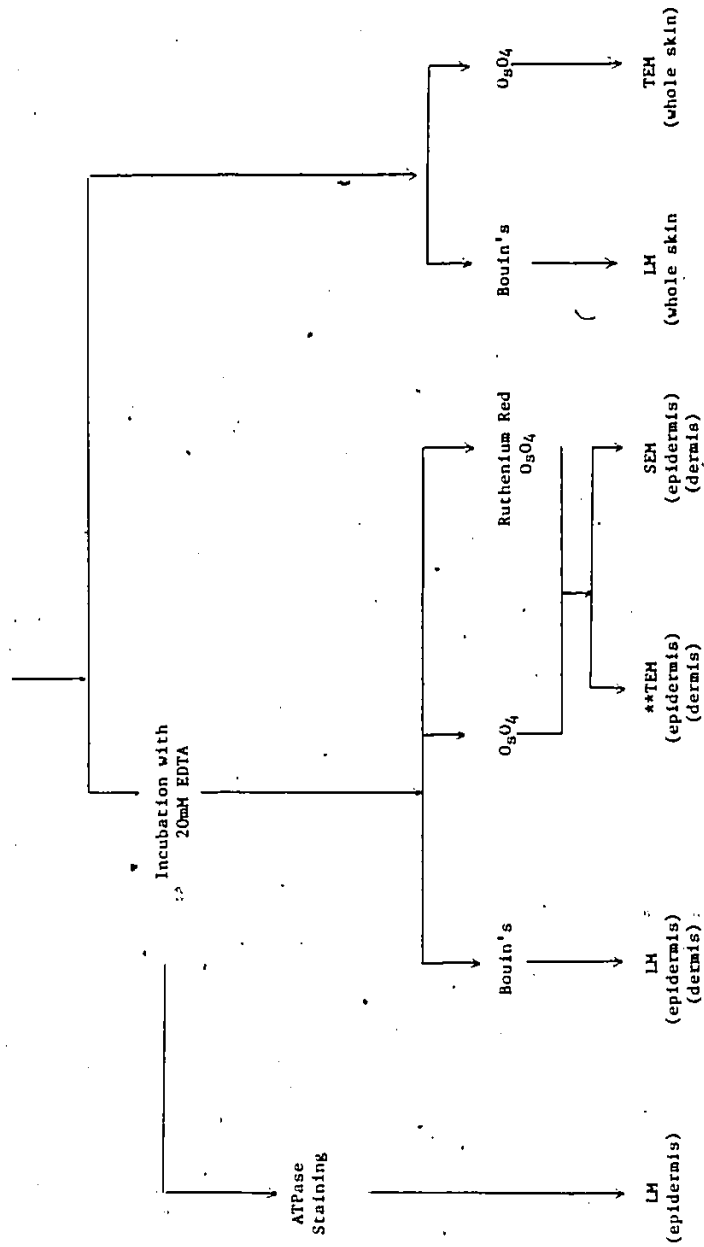 Incubation with
20mM EDTA
ATPase
Staining
Bouin's
OsO4
Ruthenium Red
OsO4
Bouin's
OsO4
LM
(epidermis)
LM
(epidermis)
(dermis)
**TEM
(epidermis)
(dermis)
SEM
(epidermis)
(dermis)
LM
(whole skin)
TEM
(whole skin)